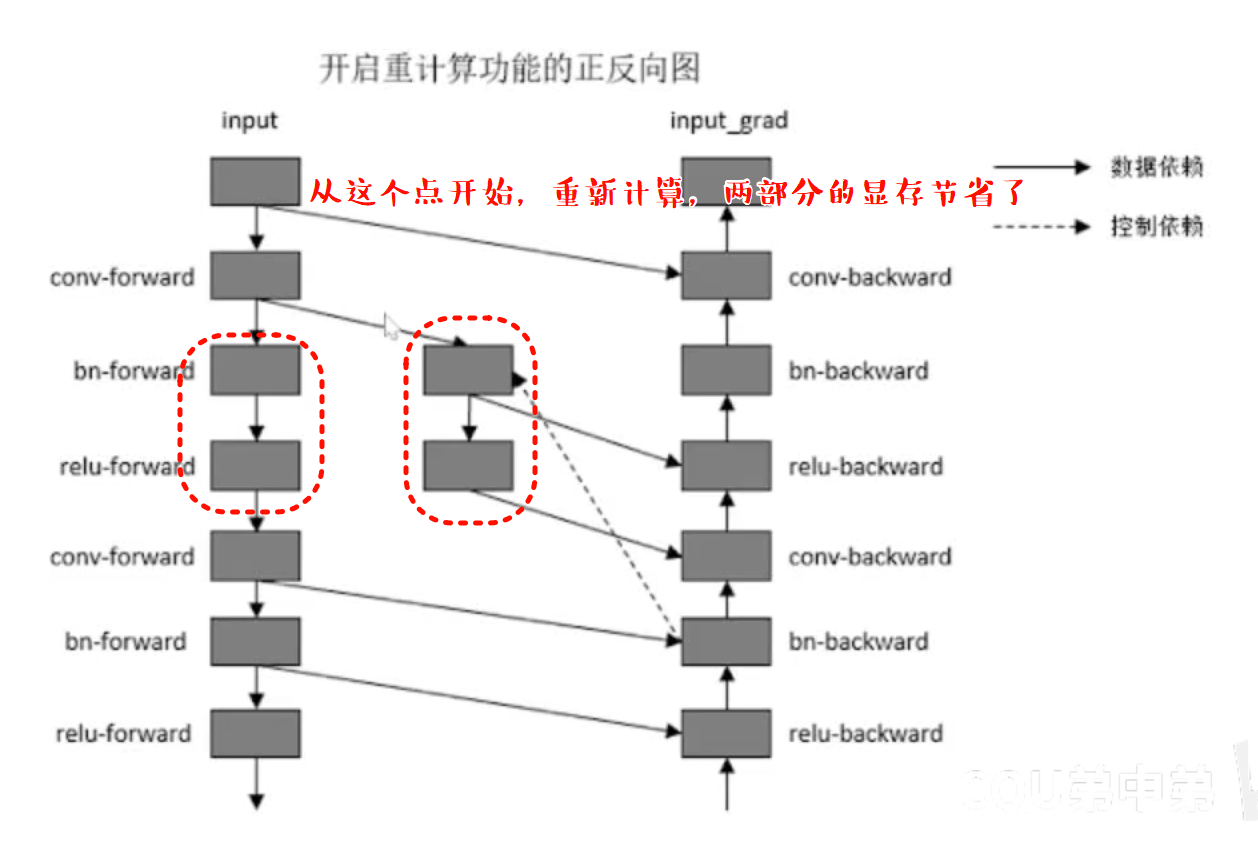 开启重计算功能的正反向图
input
input_grad
数据依赖
从这个点开始，重新计算，两部分的显存节省了
控制依赖
conv-forward
conv-backward
bn-forward
bn-backward
relu-forward
relu-backward
conv-forward
conv-backward
bn-forward
bn-backward
relu-forward
relu-backward
弟中弟